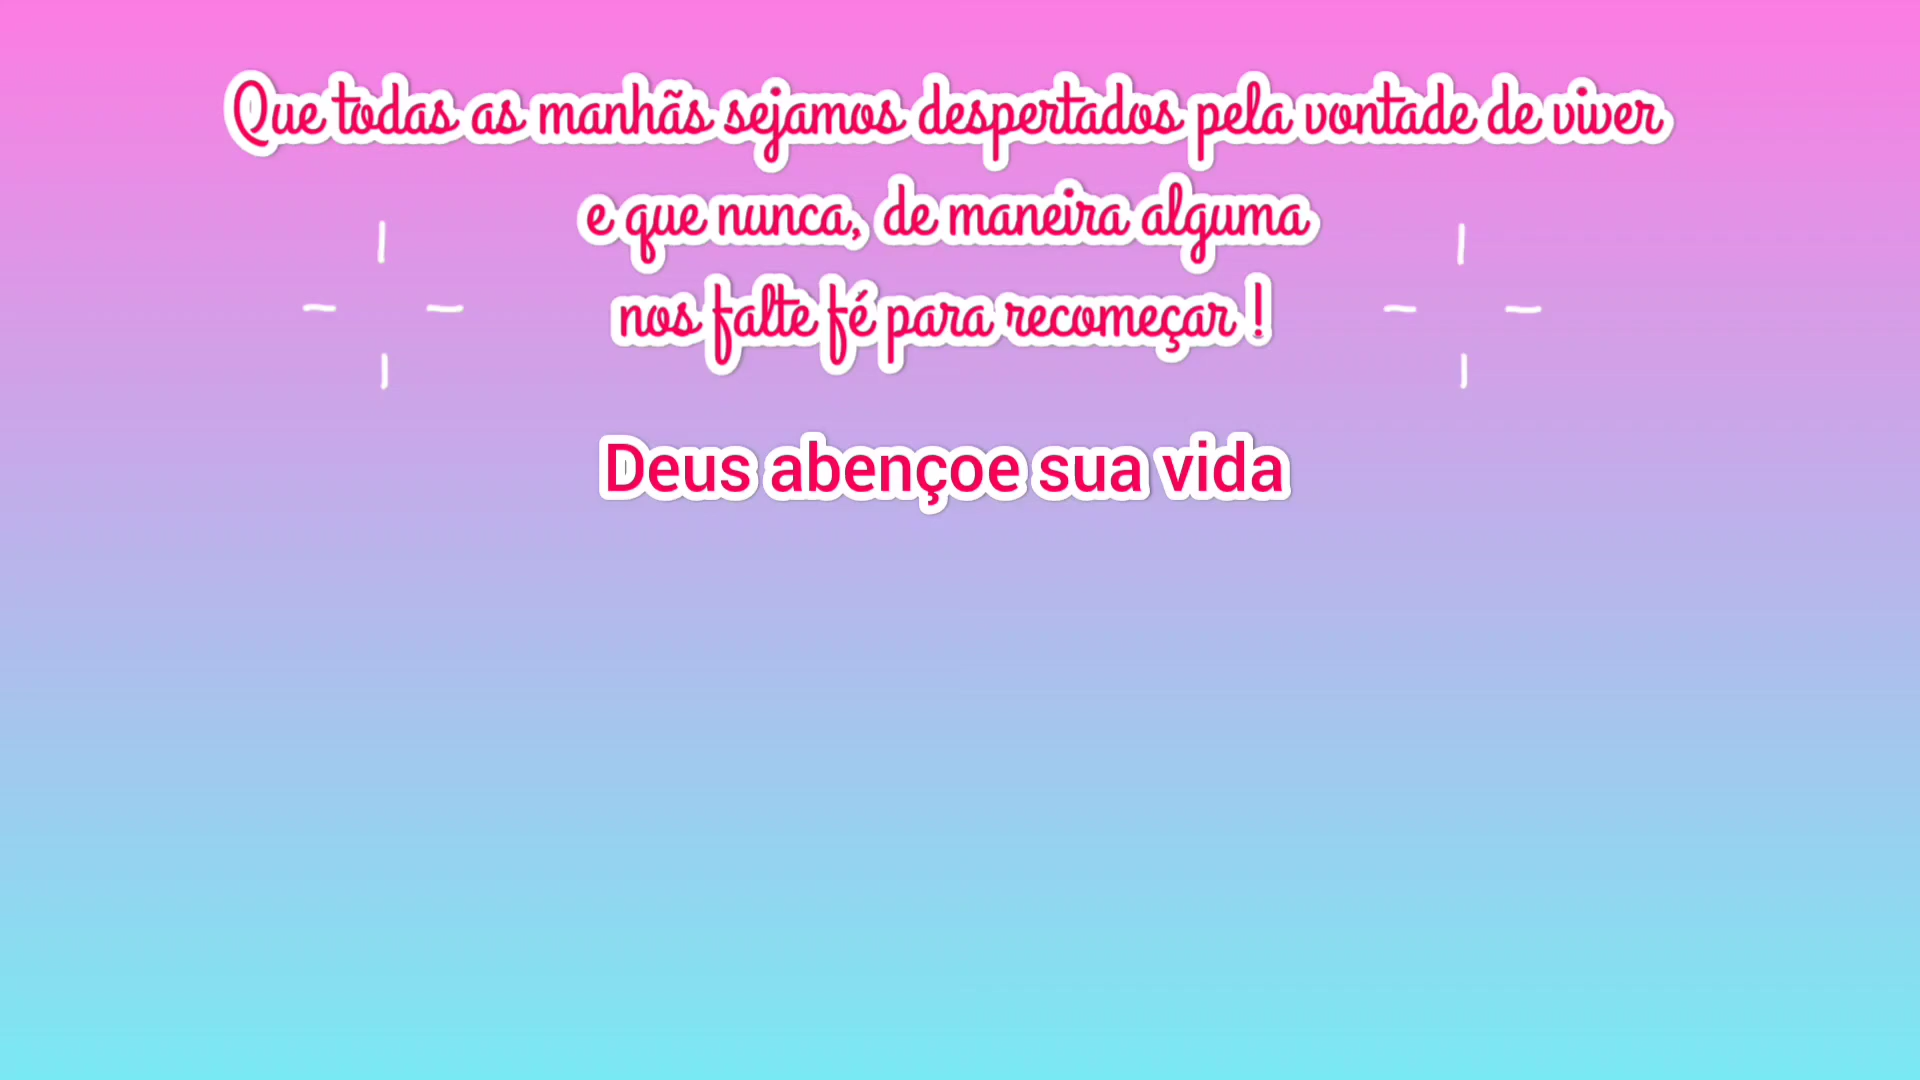 Que todas as manhãs sejamos despertados pela vontade de viver
e que nunca, de maneira alguma
nos falte fé para recomeçar !
Deus abençoe sua vida